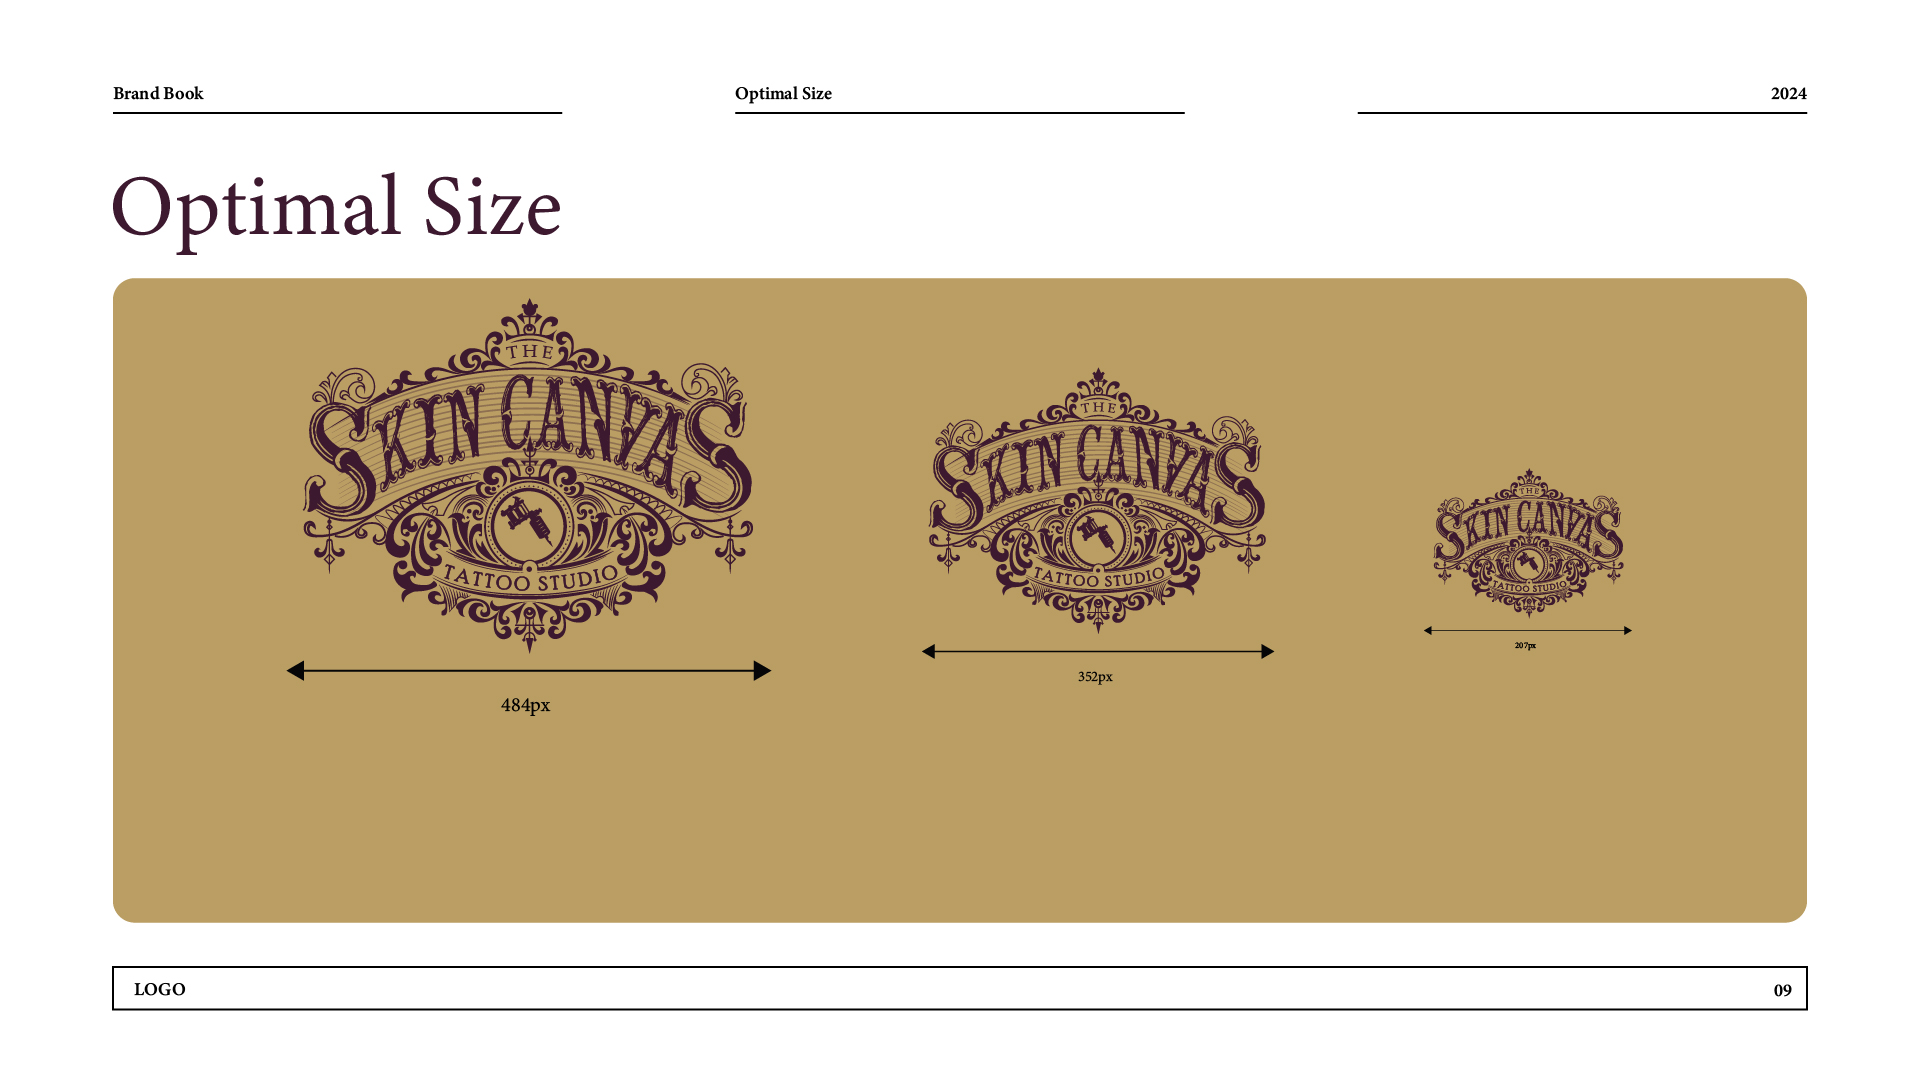 Brand Book
Optimal Size
2024
Optimal Size
THE
SKIN CANVAS
TATTOO STUDIO
484px
THE
SKIN CANVAS
TATTOO STUDIO
352px
THE
SKIN CANVAS
TATTOO STUDIO
207px
LOGO
09